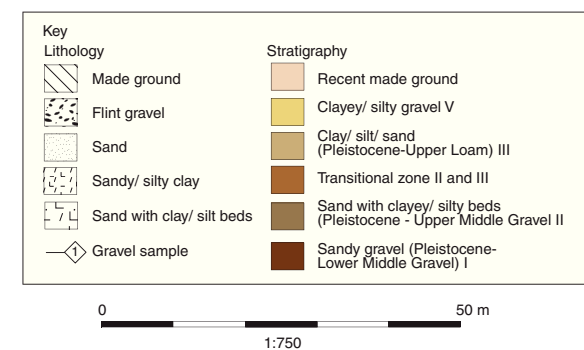 Key
Lithology
Made ground
Flint gravel
Sand
Sandy/ silty clay
Sand with clay/ silt beds
1 Gravel sample
Stratigraphy
Recent made ground
Clayey/ silty gravel V
Clay/ silt/ sand
(Pleistocene-Upper Loam) III
Transitional zone II and III
Sand with clayey/ silty beds
(Pleistocene - Upper Middle Gravel II
Sandy gravel (Pleistocene-
Lower Middle Gravel) I
0 50 m
1:750